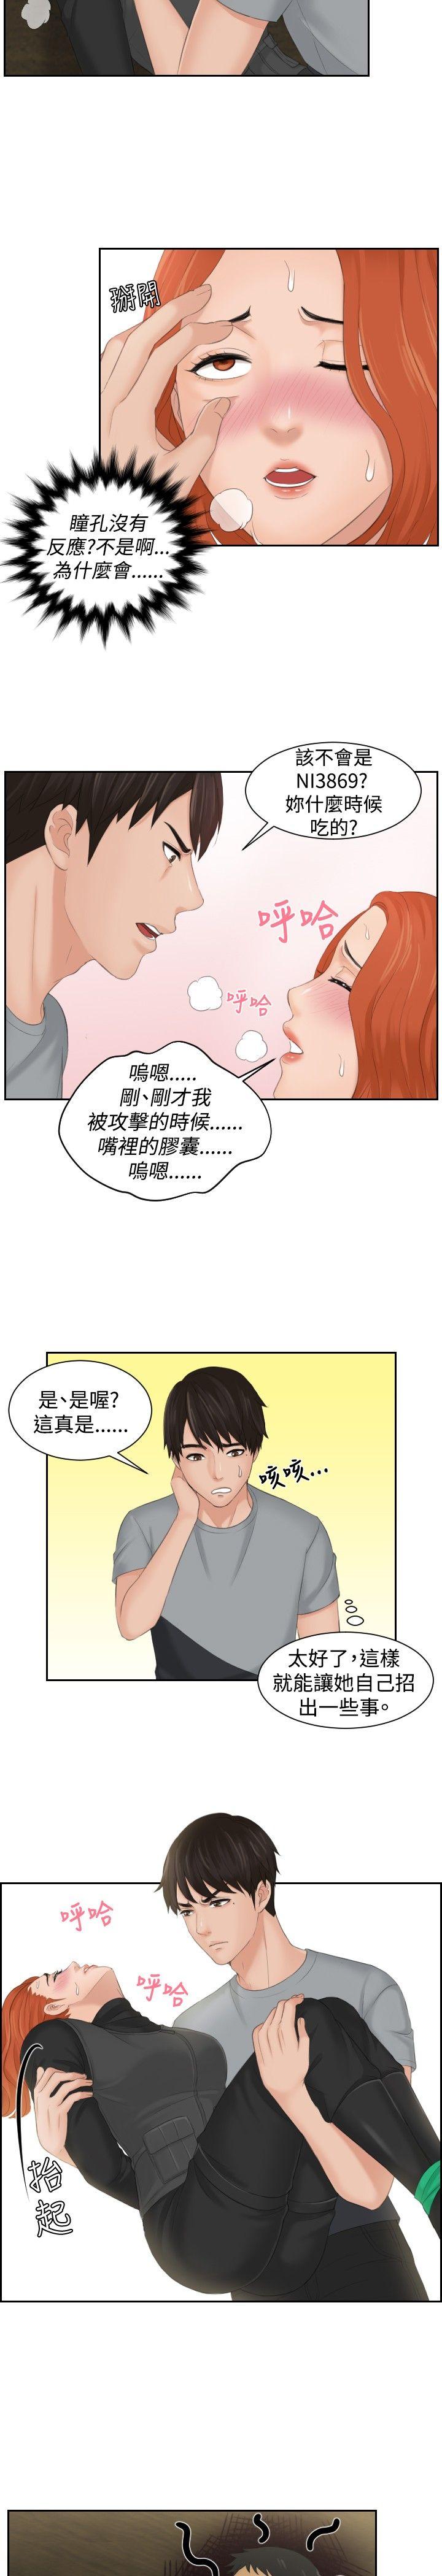 掰開
瞳孔沒有
反應?不是啊...
為什麼會......
該不會是
NI3869?
妳什麼時候
吃的?
呼哈
呼哈
嗚嗯.....
剛、剛才我
被攻擊的時候......
嘴裡的膠囊......
嗚嗯......
是、是喔?
這真是......
咳咳...
太好了,這樣
就能讓她自己招
出一些事。
呼哈
呼哈
抬
起